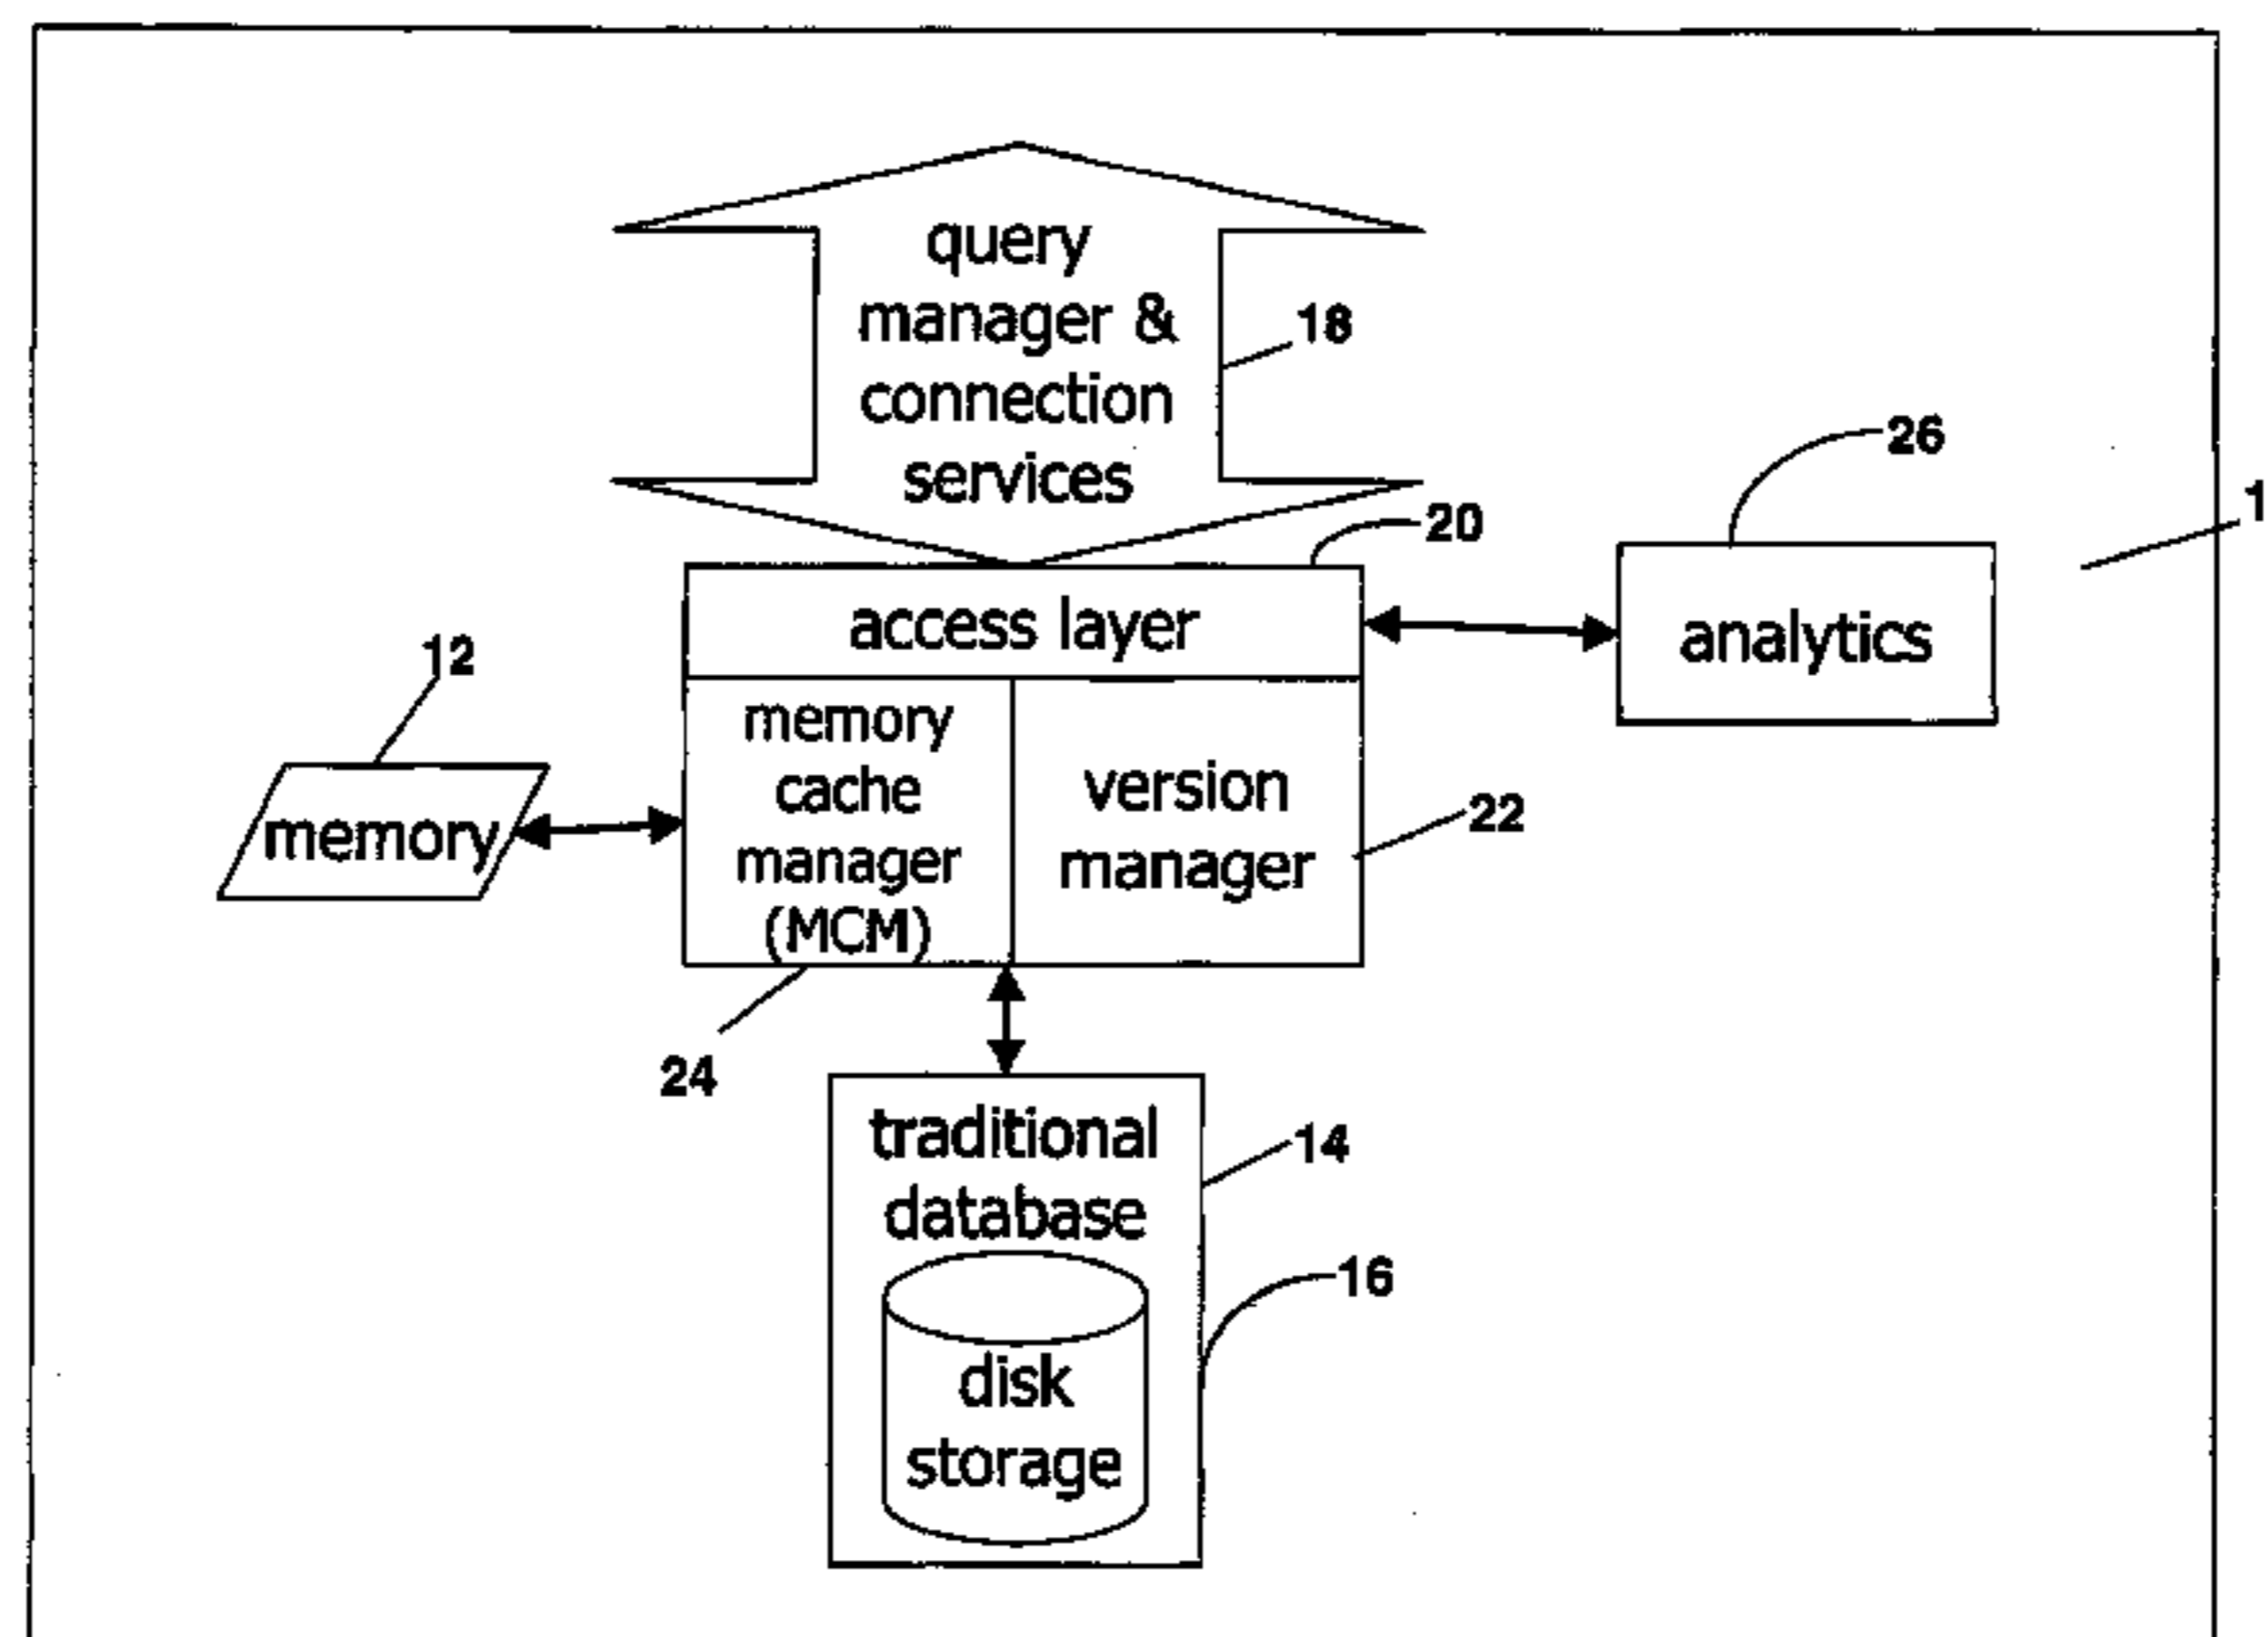 query
manager &
connection
services
18
26
1
20
access layer
analytics
12
memory
cache
manager
(MCM)
version
manager
22
memory
24
traditional
database
14
16
disk
storage